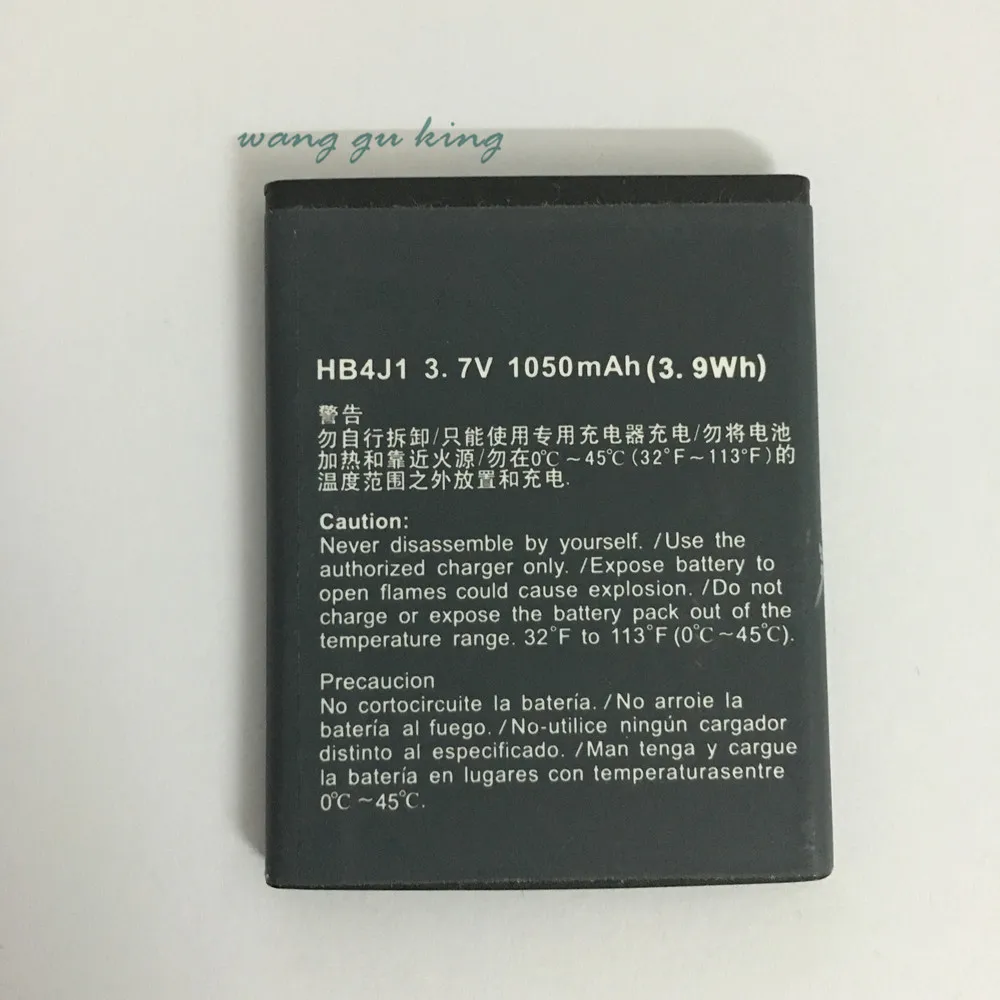 wang gu king
HB4J1 3.7V 1050mAh (3.9Wh)
警告
勿自行拆卸/只能使用专用充电器充电/勿将电池
加热和靠近火源/勿在0℃～45℃(32°F～113°F)的
温度范围之外放置和充电.
Caution:
Never disassemble by yourself. /Use the
authorized charger only. /Expose battery to
open flames could cause explosion. /Do not
charge or expose the battery pack out of the
temperature range. 32°F to 113°F (0℃～45℃).
Precaucion
No cortocircuite la batería. /No arroie la
batería al fuego. /No-utilice ningún cargador
distinto al especificado. /Man tenga y cargue
la batería en lugares con temperaturasentre
0℃～45℃.